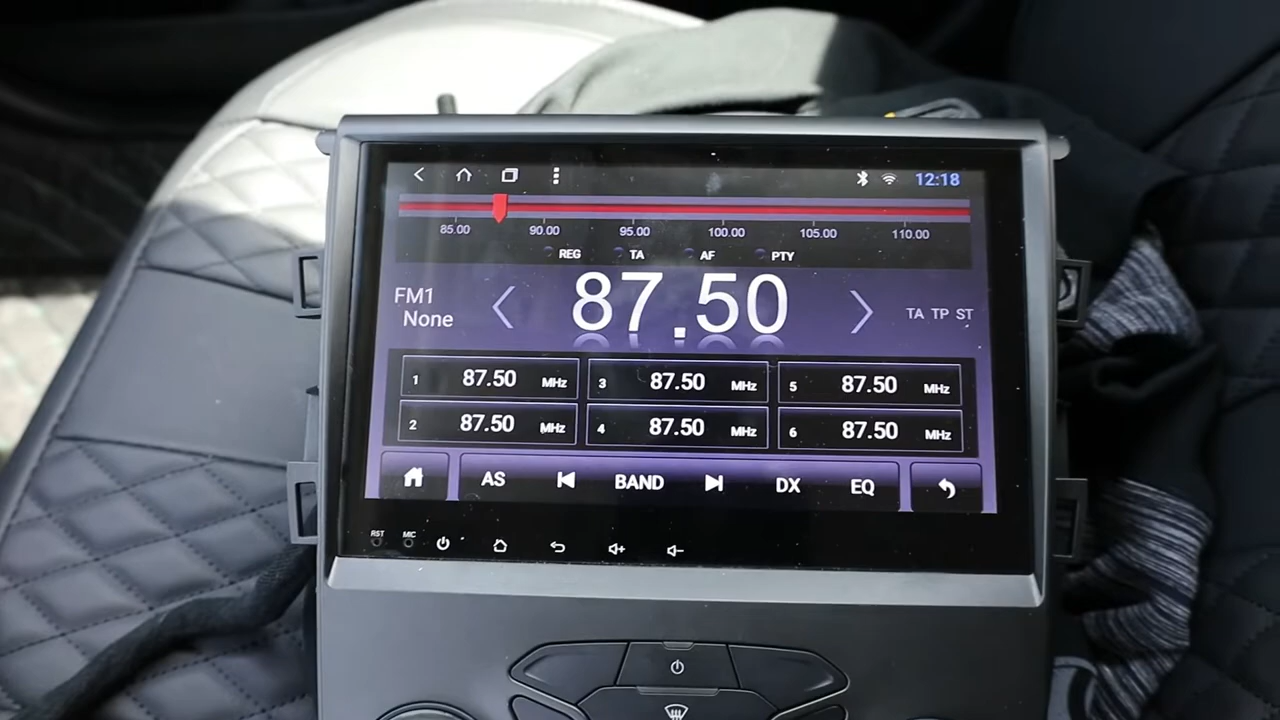 12:18
85.00 90.00 95.00 100.00 105.00 110.00
REG TA AF PTY
FM1
None
87.50
TA TP ST
1 87.50 MHz 3 87.50 MHz 5 87.50 MHz
2 87.50 MHz 4 87.50 MHz 6 87.50 MHz
AS BAND DX EQ
RST MIC